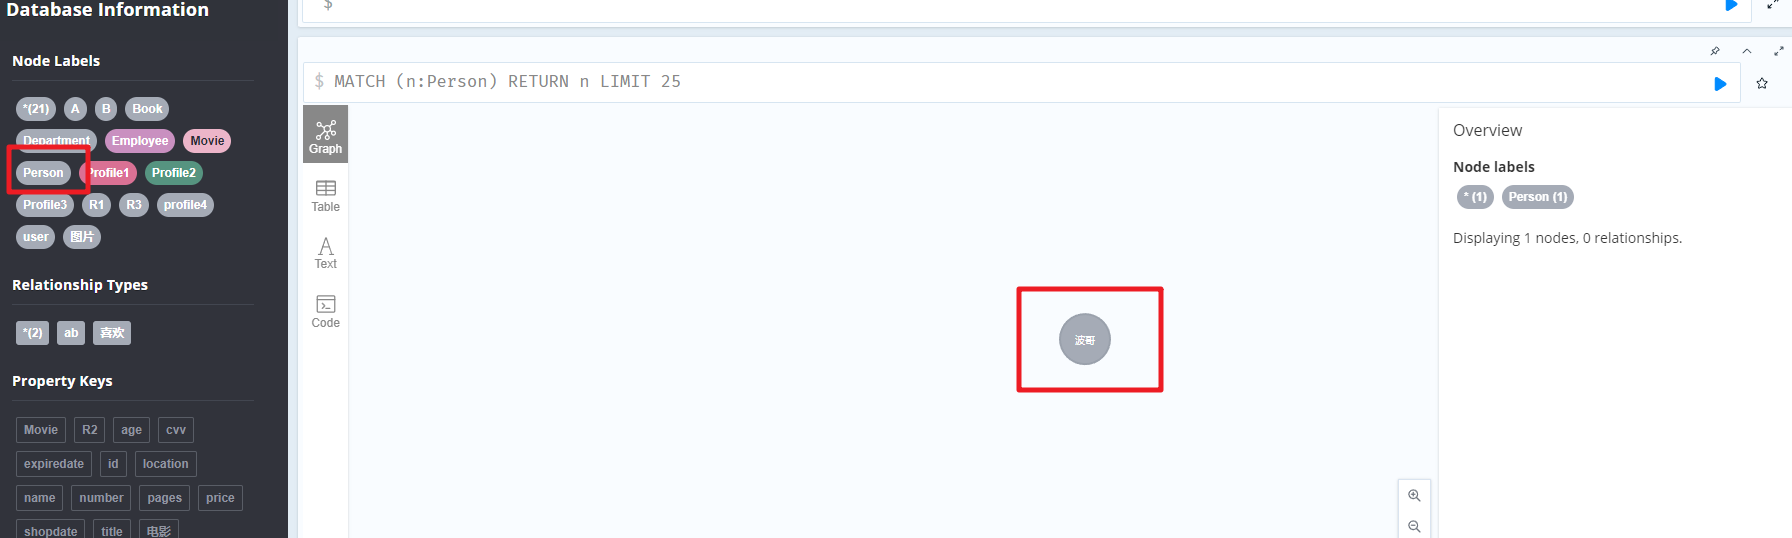 Database Information
$
Node Labels
*(21) A B Book
Department Employee Movie
Person Profile1 Profile2
Profile3 R1 R3 profile4
user 图片
Relationship Types
*(2) ab 喜欢
Property Keys
Movie R2 age cvv
expiredate id location
name number pages price
shopdate title 电影
$ MATCH (n:Person) RETURN n LIMIT 25
Graph
Table
A
Text
Code
波哥
Overview
Node labels
* (1) Person (1)
Displaying 1 nodes, 0 relationships.